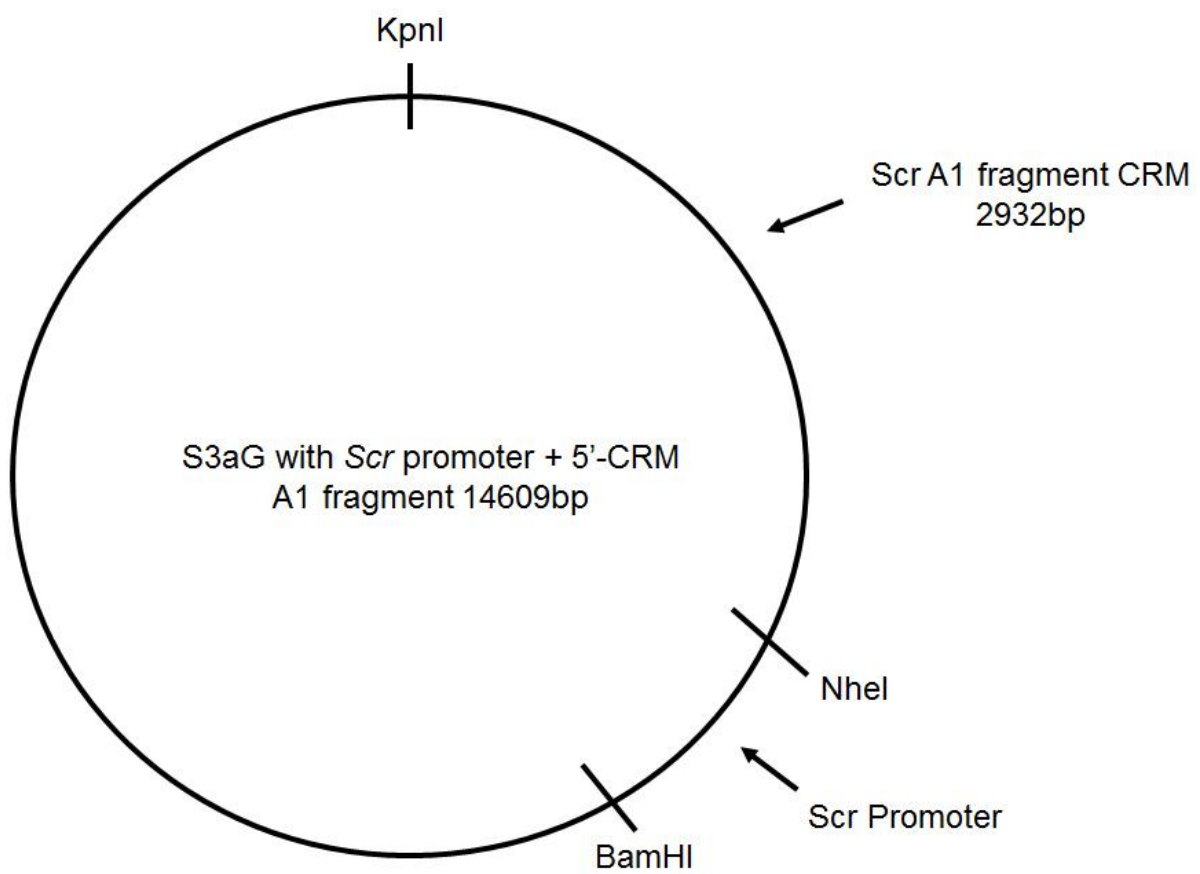 KpnI
Scr A1 fragment CRM
2932bp
S3aG with Scr promoter + 5’-CRM
A1 fragment 14609bp
NheI
Scr Promoter
BamHI